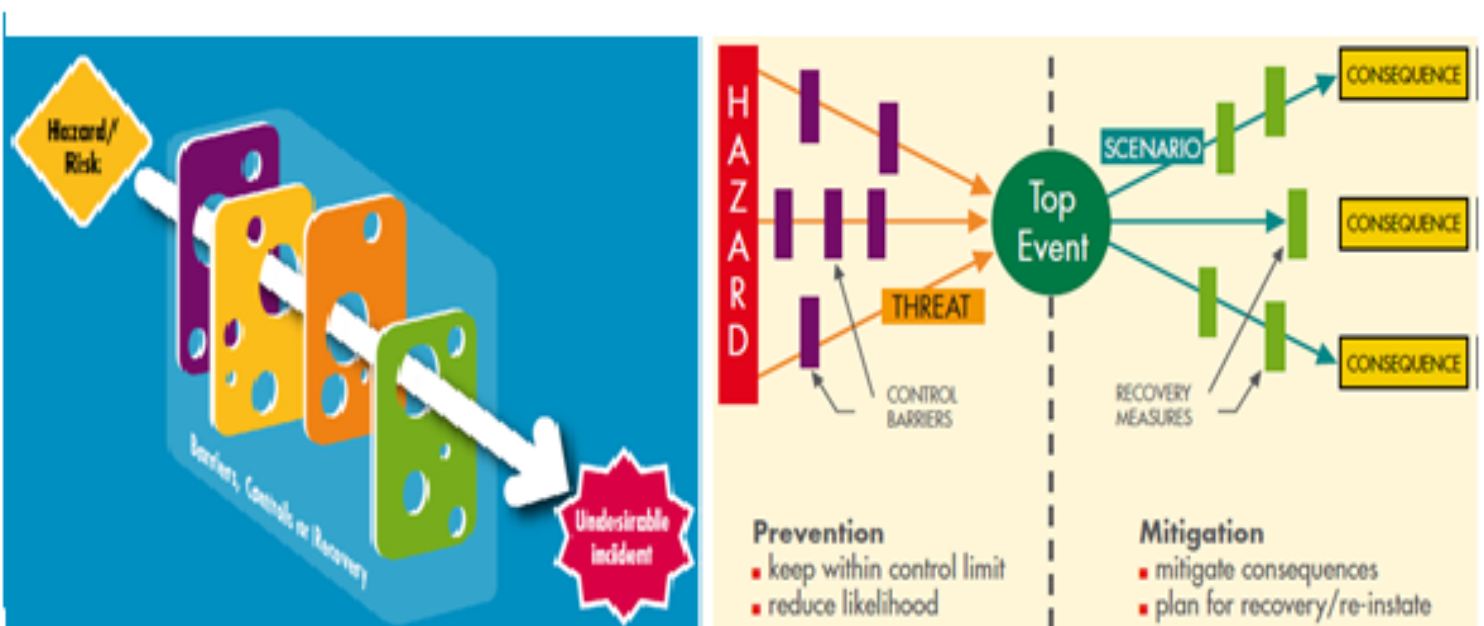 Hazard/
Risk
Barriers, Controls or Recovery
Undesirable
incident
HAZARD
THREAT
CONTROL
BARRIERS
Top
Event
SCENARIO
RECOVERY
MEASURES
CONSEQUENCE
CONSEQUENCE
CONSEQUENCE
Prevention
▪ keep within control limit
▪ reduce likelihood
Mitigation
▪ mitigate consequences
▪ plan for recovery/re-instate